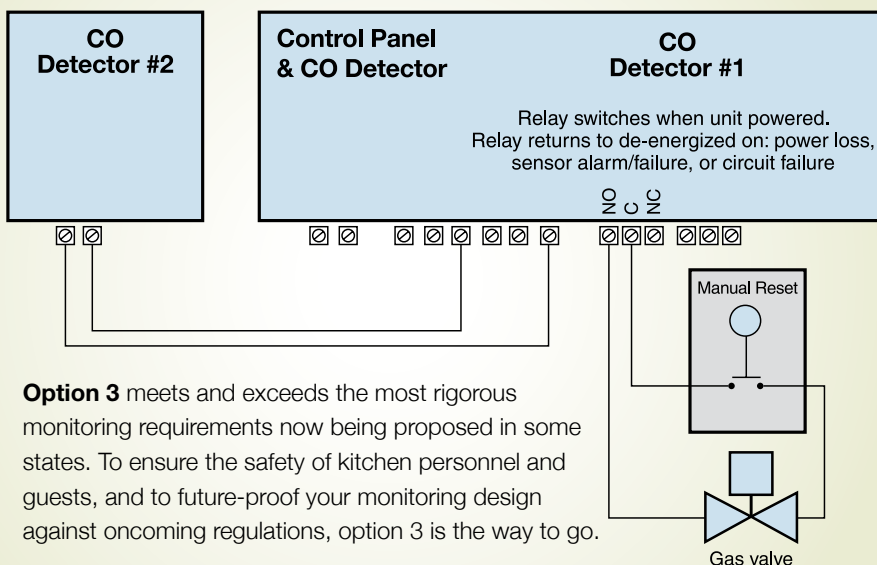 CO
Detector #2
Control Panel
& CO Detector
CO
Detector #1
Relay switches when unit powered.
Relay returns to de-energized on: power loss,
sensor alarm/failure, or circuit failure
NO
C
NC
Manual Reset
Option 3 meets and exceeds the most rigorous
monitoring requirements now being proposed in some
states. To ensure the safety of kitchen personnel and
guests, and to future-proof your monitoring design
against oncoming regulations, option 3 is the way to go.
Gas valve